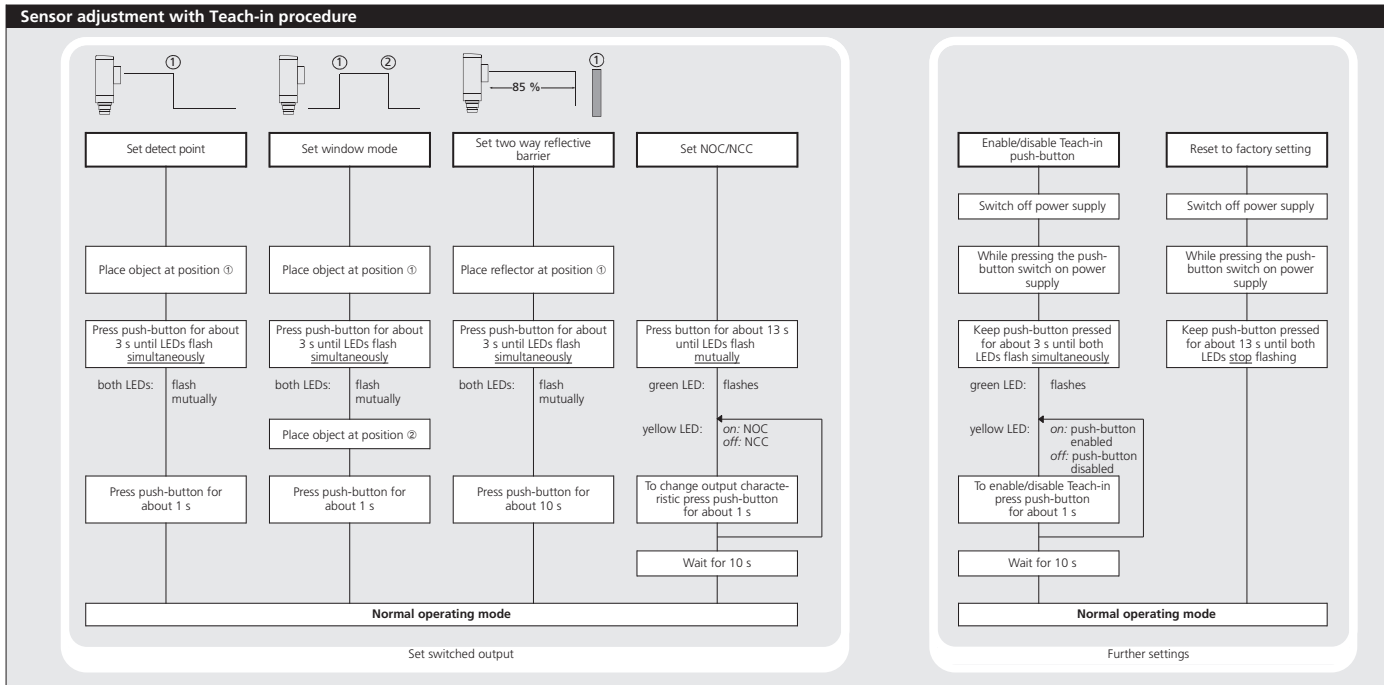 Sensor adjustment with Teach-in procedure
①
① ②
①
85 %
Set detect point
Place object at position ①
Press push-button for about
3 s until LEDs flash
simultaneously
both LEDs: flash
mutually
Press push-button for
about 1 s
Set window mode
Place object at position ①
Press push-button for about
3 s until LEDs flash
simultaneously
both LEDs: flash
mutually
Place object at position ②
Press push-button for
about 1 s
Set two way reflective
barrier
Place reflector at position ①
Press push-button for about
3 s until LEDs flash
simultaneously
both LEDs: flash
mutually
Press push-button for
about 10 s
Set NOC/NCC
Press button for about 13 s
until LEDs flash
mutually
green LED: flashes
yellow LED: on: NOC
off: NCC
To change output characte-
ristic press push-button
for about 1 s
Wait for 10 s
Normal operating mode
Set switched output
Enable/disable Teach-in
push-button
Switch off power supply
While pressing the push-
button switch on power
supply
Keep push-button pressed
for about 3 s until both
LEDs flash simultaneously
green LED: flashes
yellow LED: on: push-button
enabled
off: push-button
disabled
To enable/disable Teach-in
press push-button
for about 1 s
Wait for 10 s
Reset to factory setting
Switch off power supply
While pressing the push-
button switch on power
supply
Keep push-button pressed
for about 13 s until both
LEDs stop flashing
Normal operating mode
Further settings